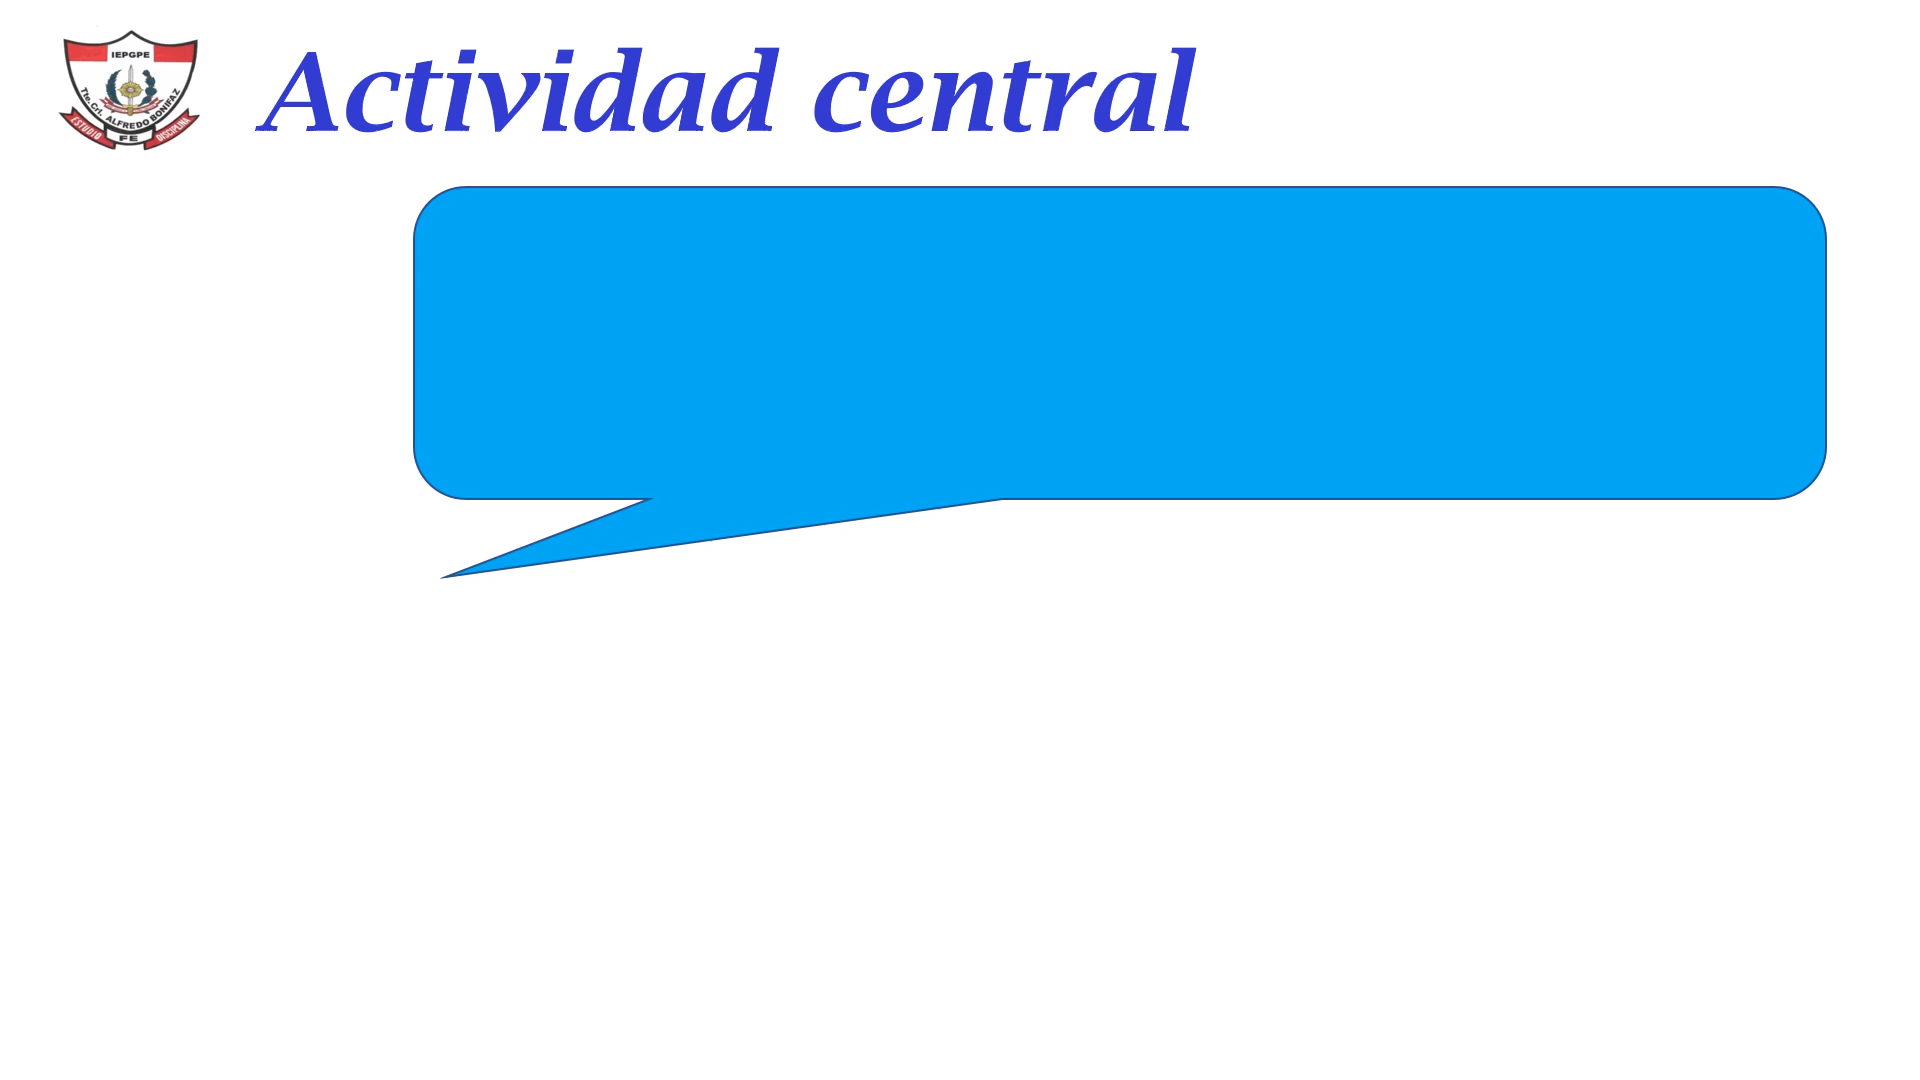 IEPGPE
Tte. Crl. ALFREDO BONIFAZ
ESTUDIO
FE
DISCIPLINA
Actividad central